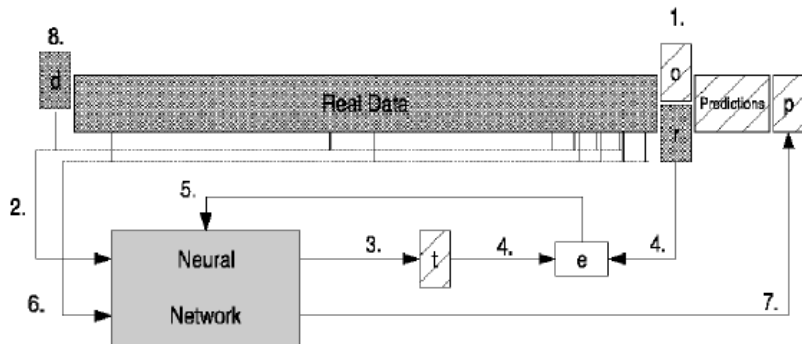 1.
8.
d
o
Real Data
Predictions
p
r
2.
5.
3.
4.
4.
Neural
t
e
6.
Network
7.